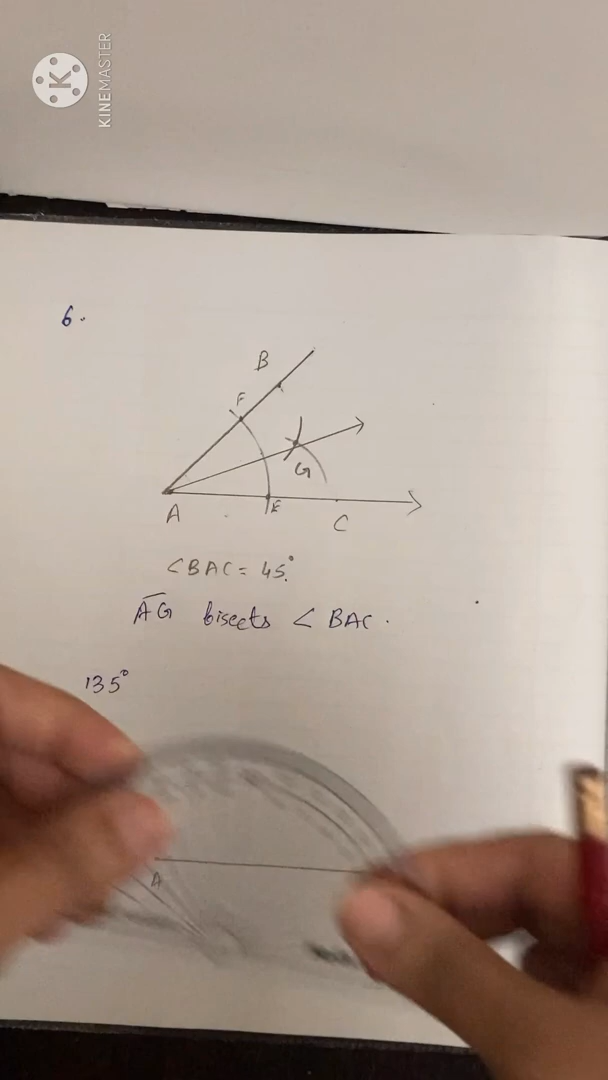 K
KINEMASTER
6.
B
F
G
A
E
C
∠BAC = 45°
AG bisects ∠BAC.
135°
A